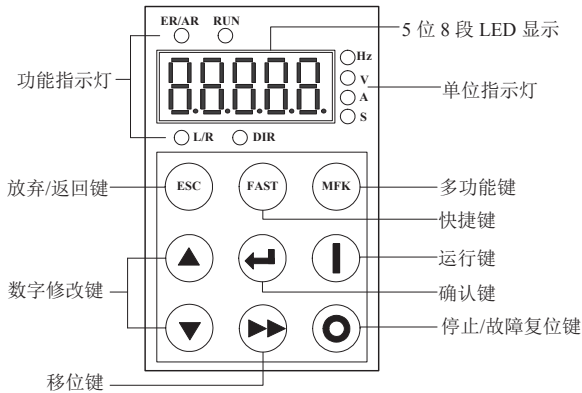 ER/AR RUN
5 位 8 段 LED 显示
88888
Hz
V
A
S
功能指示灯
单位指示灯
L/R DIR
放弃/返回键
ESC FAST MFK
多功能键
快捷键
运行键
数字修改键
确认键
停止/故障复位键
移位键